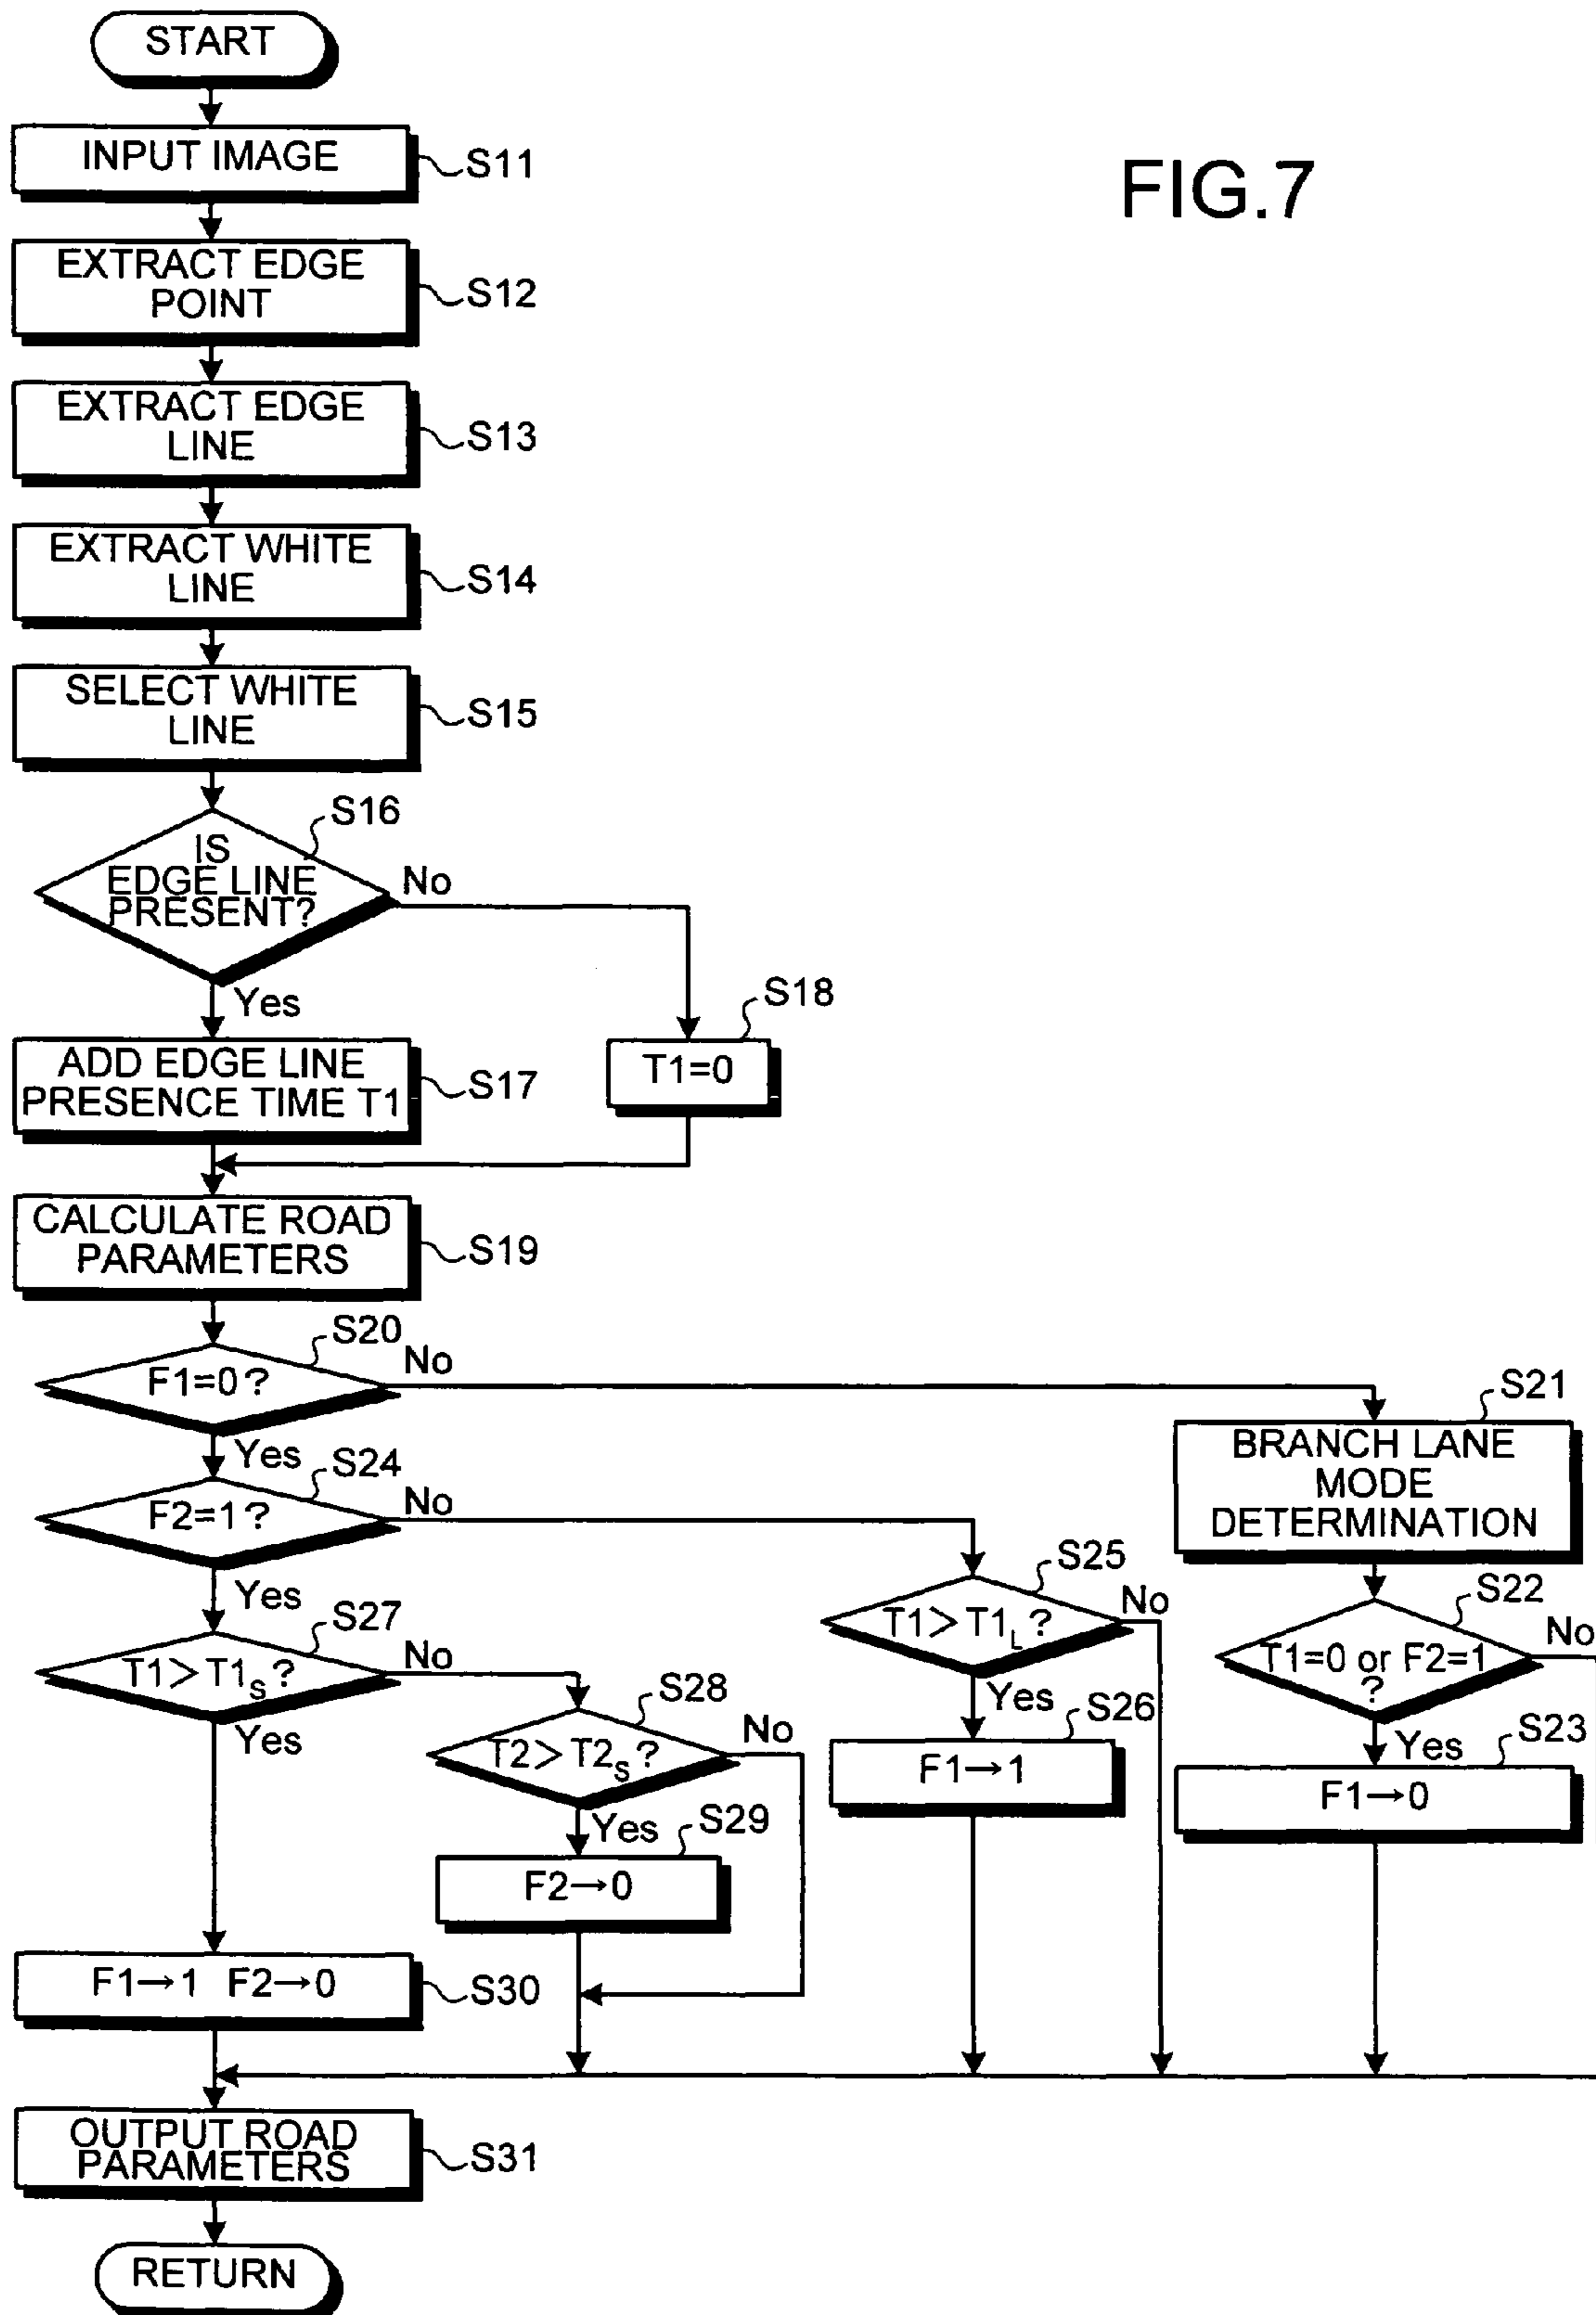 FIG.7
START
INPUT IMAGE
S11
EXTRACT EDGE
POINT
S12
EXTRACT EDGE
LINE
S13
EXTRACT WHITE
LINE
S14
SELECT WHITE
LINE
S15
S16
IS
EDGE LINE
PRESENT?
No
Yes
S18
T1=0
ADD EDGE LINE
PRESENCE TIME T1
S17
CALCULATE ROAD
PARAMETERS
S19
S20
F1=0?
No
Yes
S21
BRANCH LANE
MODE
DETERMINATION
S24
F2=1?
No
Yes
S25
T1>T1L?
No
Yes
S22
T1=0 or F2=1
?
No
Yes
S27
T1>T1S?
No
Yes
S28
T2>T2S?
No
Yes
S26
F1→1
S23
F1→0
S29
F2→0
F1→1 F2→0
S30
OUTPUT ROAD
PARAMETERS
S31
RETURN